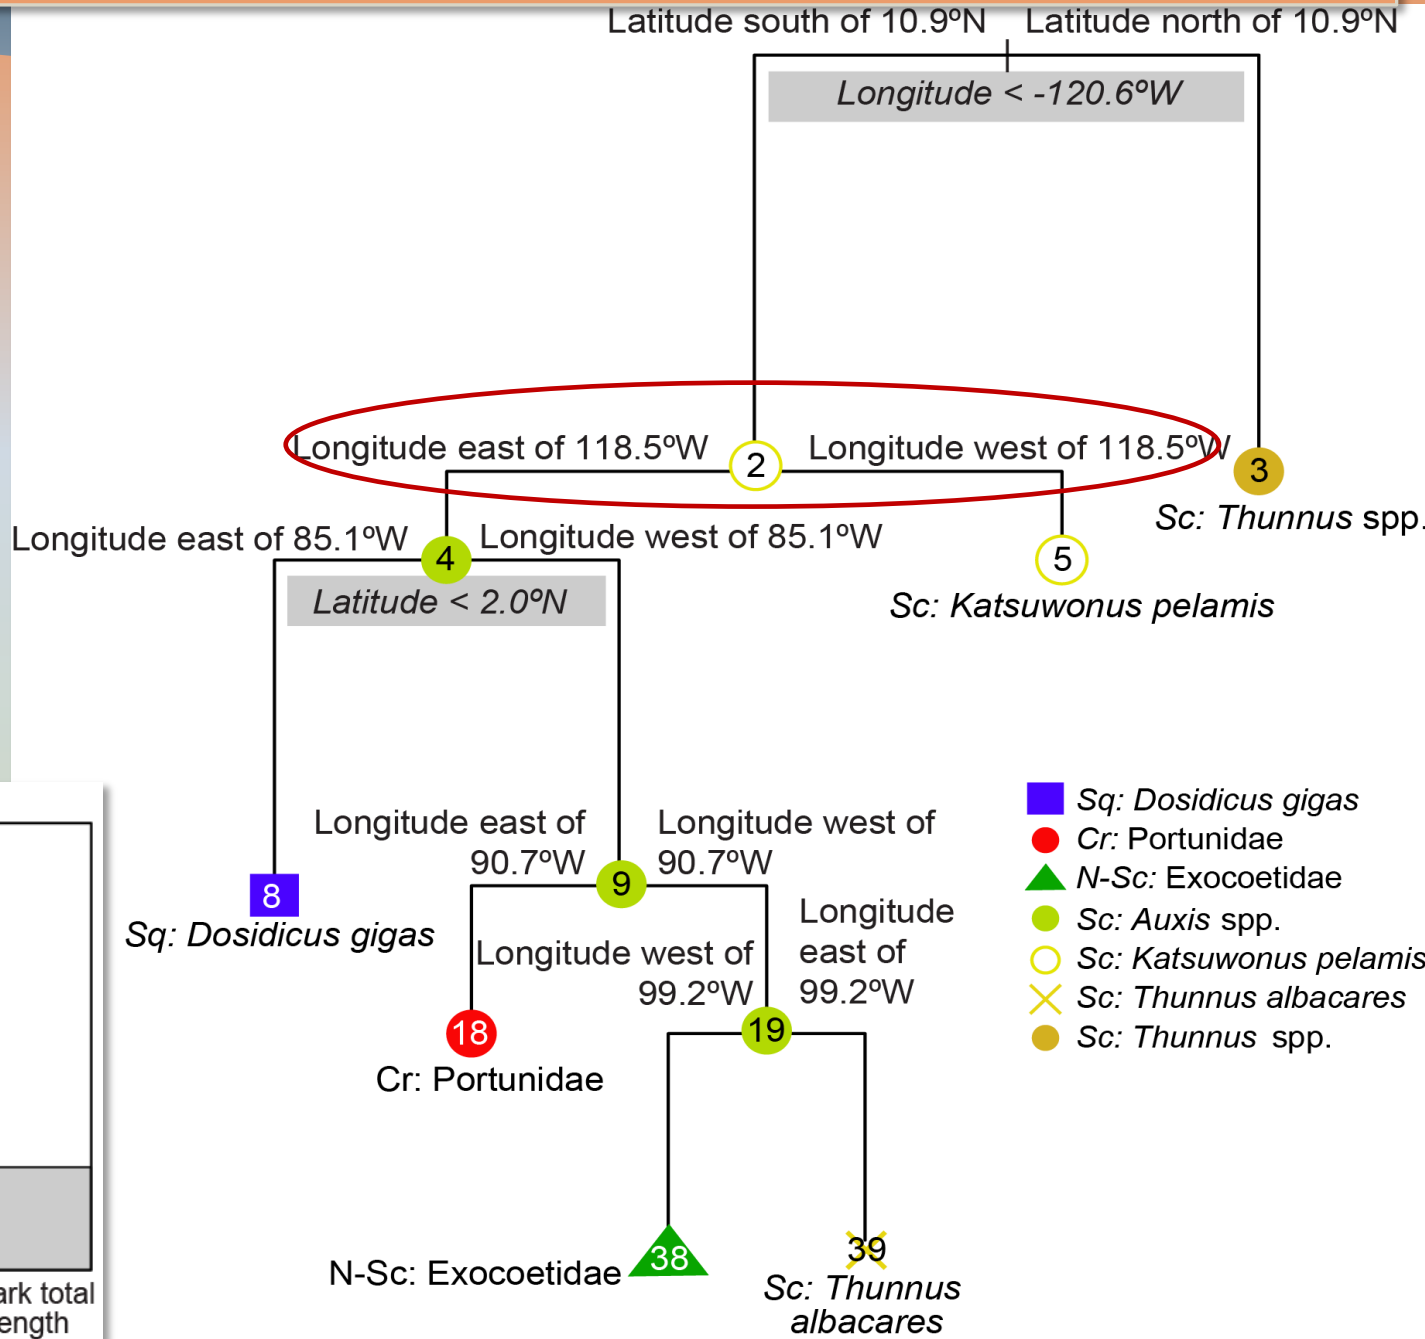 Latitude south of 10.9ºN
Latitude north of 10.9ºN
Longitude < -120.6ºW
Longitude east of 118.5ºW
2
Longitude west of 118.5ºW
3
Sc: Thunnus spp.
Longitude east of 85.1ºW
4
Longitude west of 85.1ºW
5
Latitude < 2.0ºN
Sc: Katsuwonus pelamis
Longitude east of
90.7ºW
9
Longitude west of
90.7ºW
8
Sq: Dosidicus gigas
Longitude west of
99.2ºW
Longitude
east of
99.2ºW
18
19
Cr: Portunidae
38
N-Sc: Exocoetidae
39
Sc: Thunnus
albacares
Sq: Dosidicus gigas
Cr: Portunidae
N-Sc: Exocoetidae
Sc: Auxis spp.
Sc: Katsuwonus pelamis
Sc: Thunnus albacares
Sc: Thunnus spp.
total